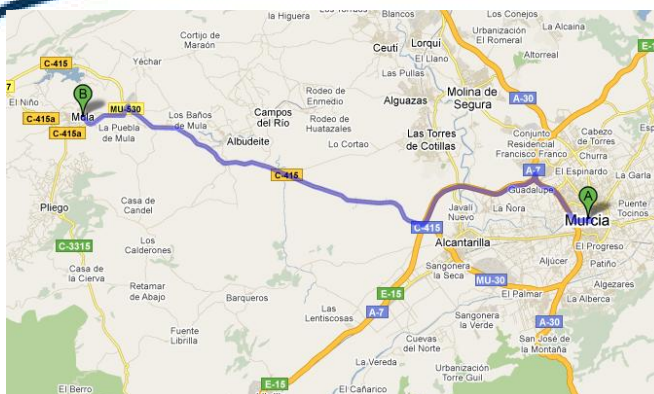 la Higuera
Blancos
Los Conejos
La Alcaina
Cortijo de
Maraón
Urbanización
El Romeral
Ceutí
Lorquí
Altorreal
C-415
Yéchar
El Llano
Las Pullas
Rodeo de
Enmedio
Molina de
Segura
Alguazas
A-30
El Niño
B
Mula
MU-530
C-415a
C-415a
La Puebla
de Mula
Los Baños
de Mula
Campos
del Río
Rodeo de
Huatazales
Albudeite
Lo Cortao
Las Torres
de Cotillas
Conjunto
Residencial
Francisco Franco
Cabezo
de Torres
Churra
El Espinardo
La Garla
C-415
A-7
Guadalupe
A
Pliego
Casa de
Candel
Javalí
Nuevo
La Ñora
Murcia
Puente
Tocinos
C-415
Alcantarilla
El Progreso
C-3315
Los
Calderones
Casa de
la Cierva
Retamar
de Abajo
Barqueros
Sangonera
la Seca
MU-30
Aljúcer
Patiño
El Palmar
Algezares
La Alberca
E-15
A-7
Las
Lentiscosas
Sangonera
la Verde
A-30
Fuente
Librilla
Cuevas
del Norte
San José de
la Montaña
La Vereda
Urbanización
Torre Guil
El Berro
E-15
El Cañarico